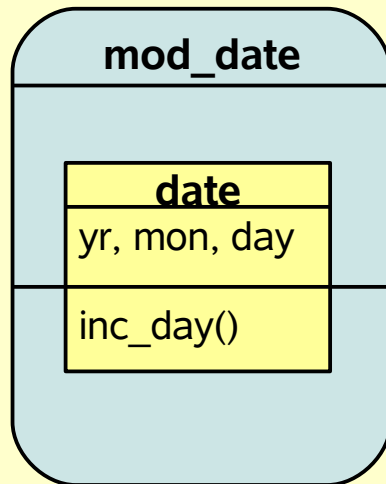 mod_date
date
yr, mon, day
inc_day()